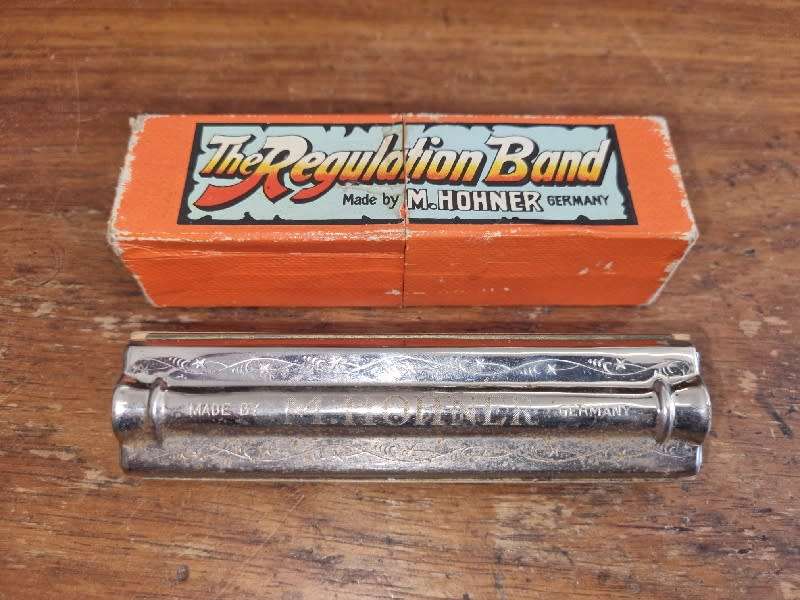 The Regulation Band
Made by M. HOHNER GERMANY
MADE BY M. HOHNER GERMANY